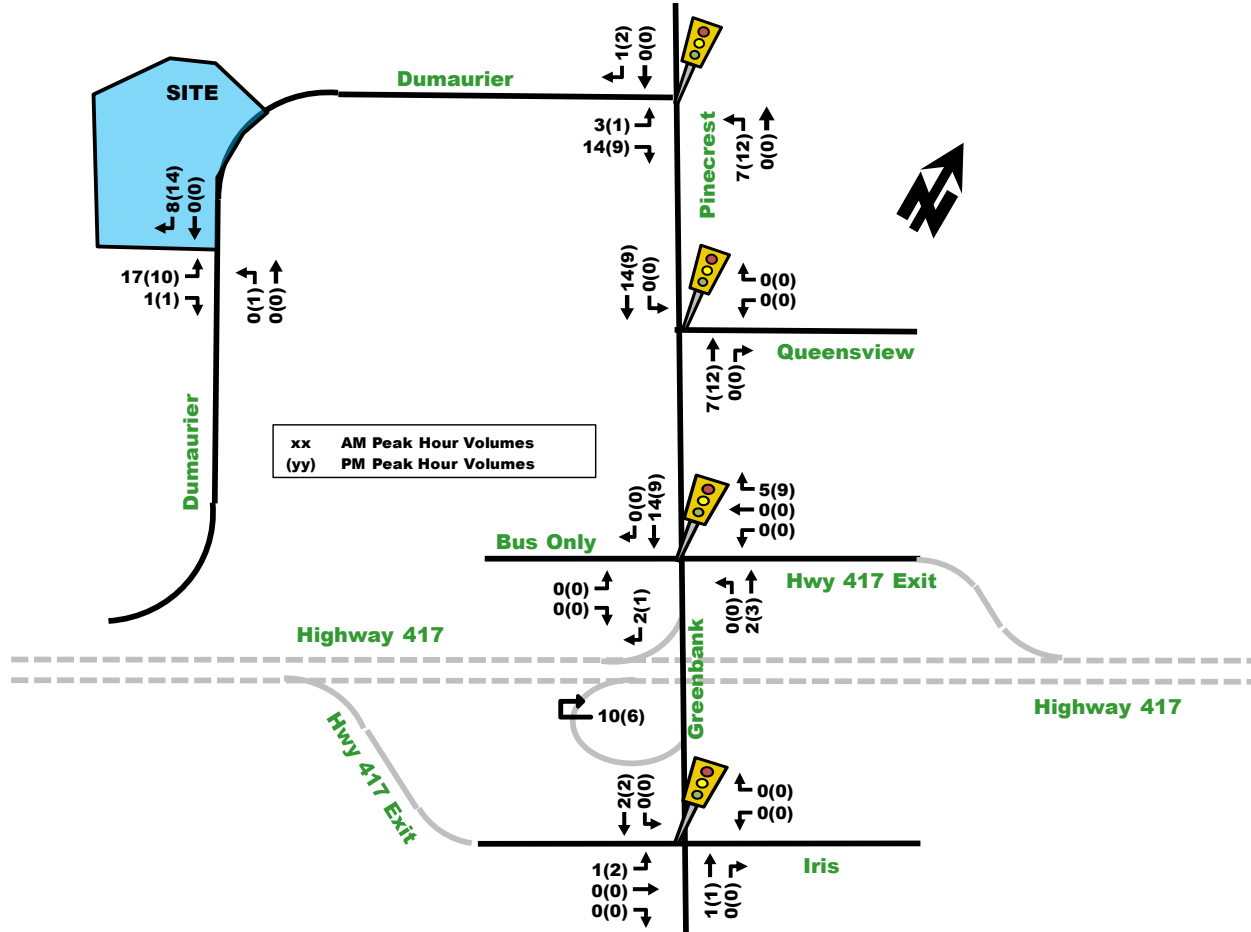 1(2)
0(0)
Dumaurier
SITE
3(1)
14(9)
Pinecrest
7(12)
0(0)
N
8(14)
0(0)
17(10)
1(1)
0(1)
0(0)
14(9)
0(0)
0(0)
0(0)
Queensview
7(12)
0(0)
Dumaurier
xx AM Peak Hour Volumes
(yy) PM Peak Hour Volumes
0(0)
14(9)
5(9)
0(0)
0(0)
Bus Only
Hwy 417 Exit
0(0)
0(0)
2(1)
0(0)
2(3)
Highway 417
Greenbank
Highway 417
10(6)
Hwy 417 Exit
2(2)
0(0)
0(0)
0(0)
1(2)
0(0)
0(0)
1(1)
0(0)
Iris